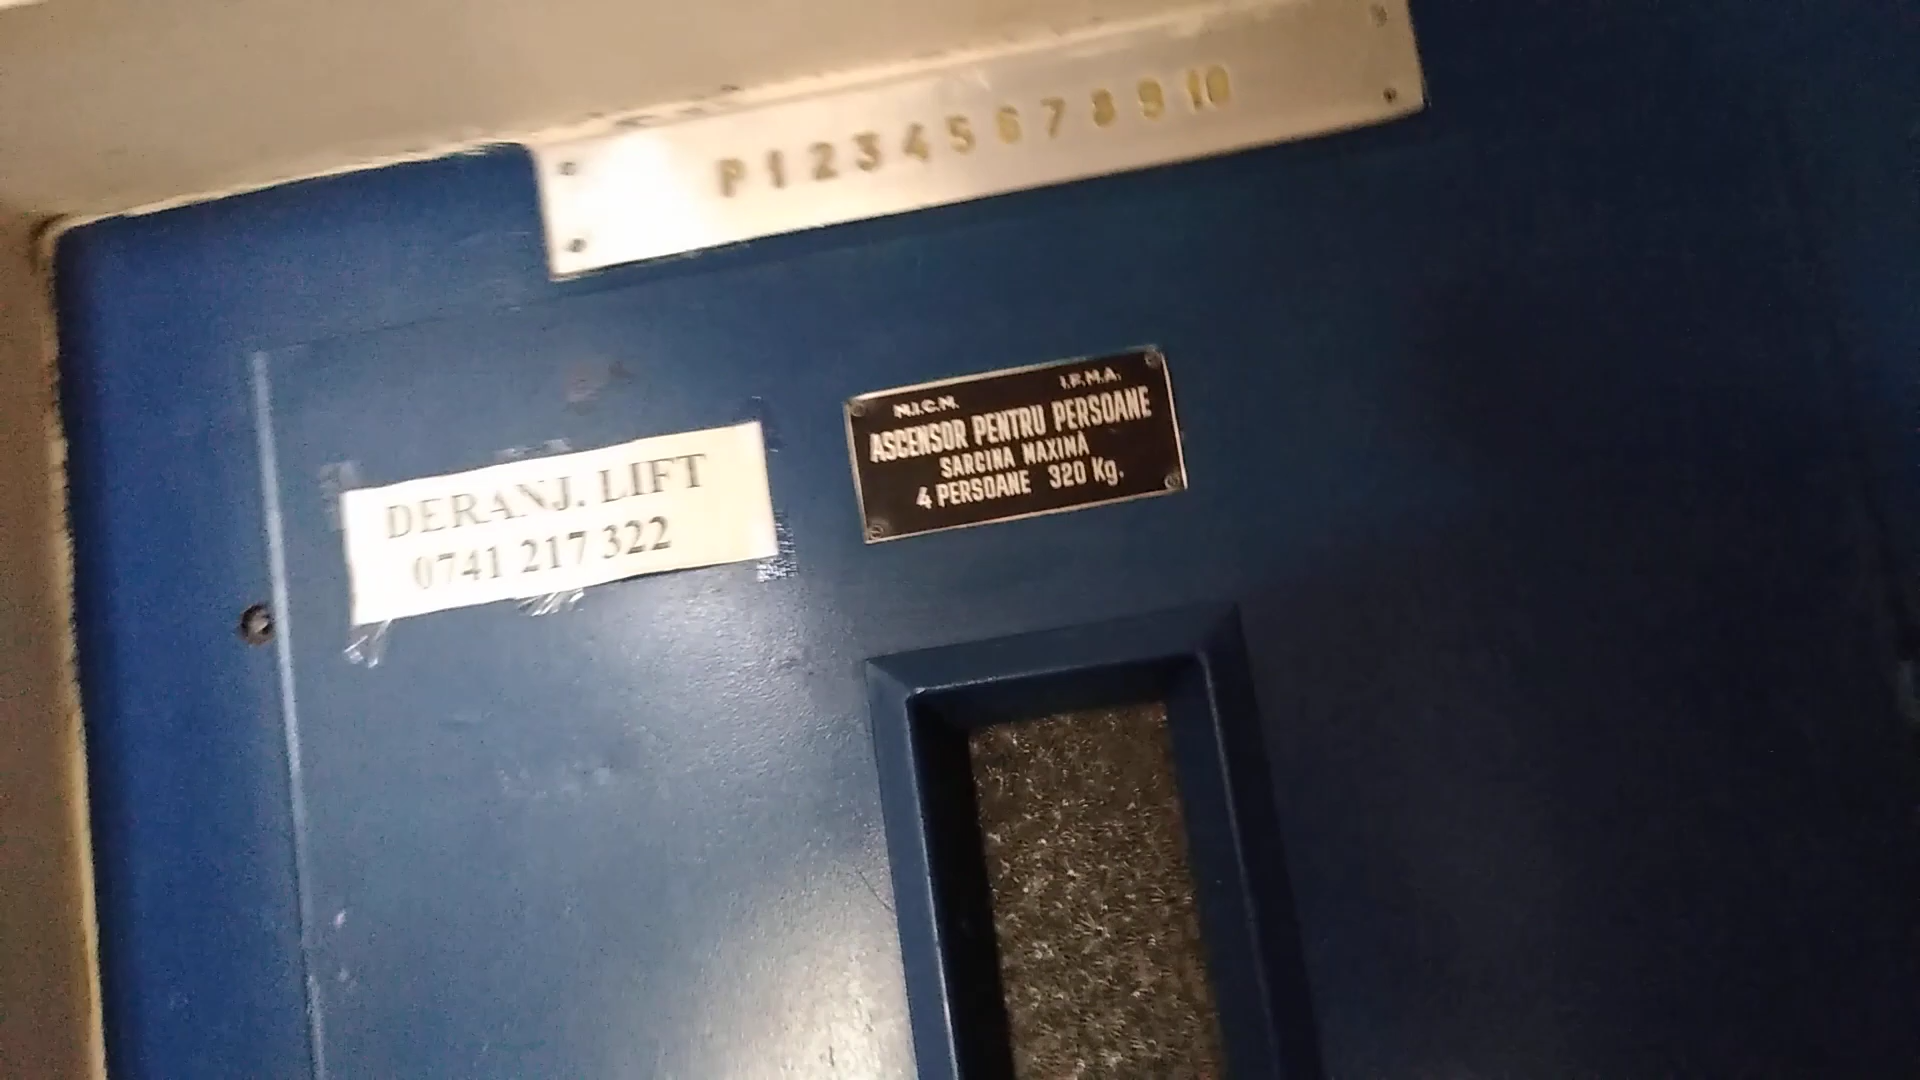 P 1 2 3 4 5 6 7 8 9 10
M.I.C.M. I.P.M.A.
ASCENSOR PENTRU PERSOANE
SARCINA MAXIMĂ
4 PERSOANE 320 Kg.
DERANJ. LIFT
0741 217 322